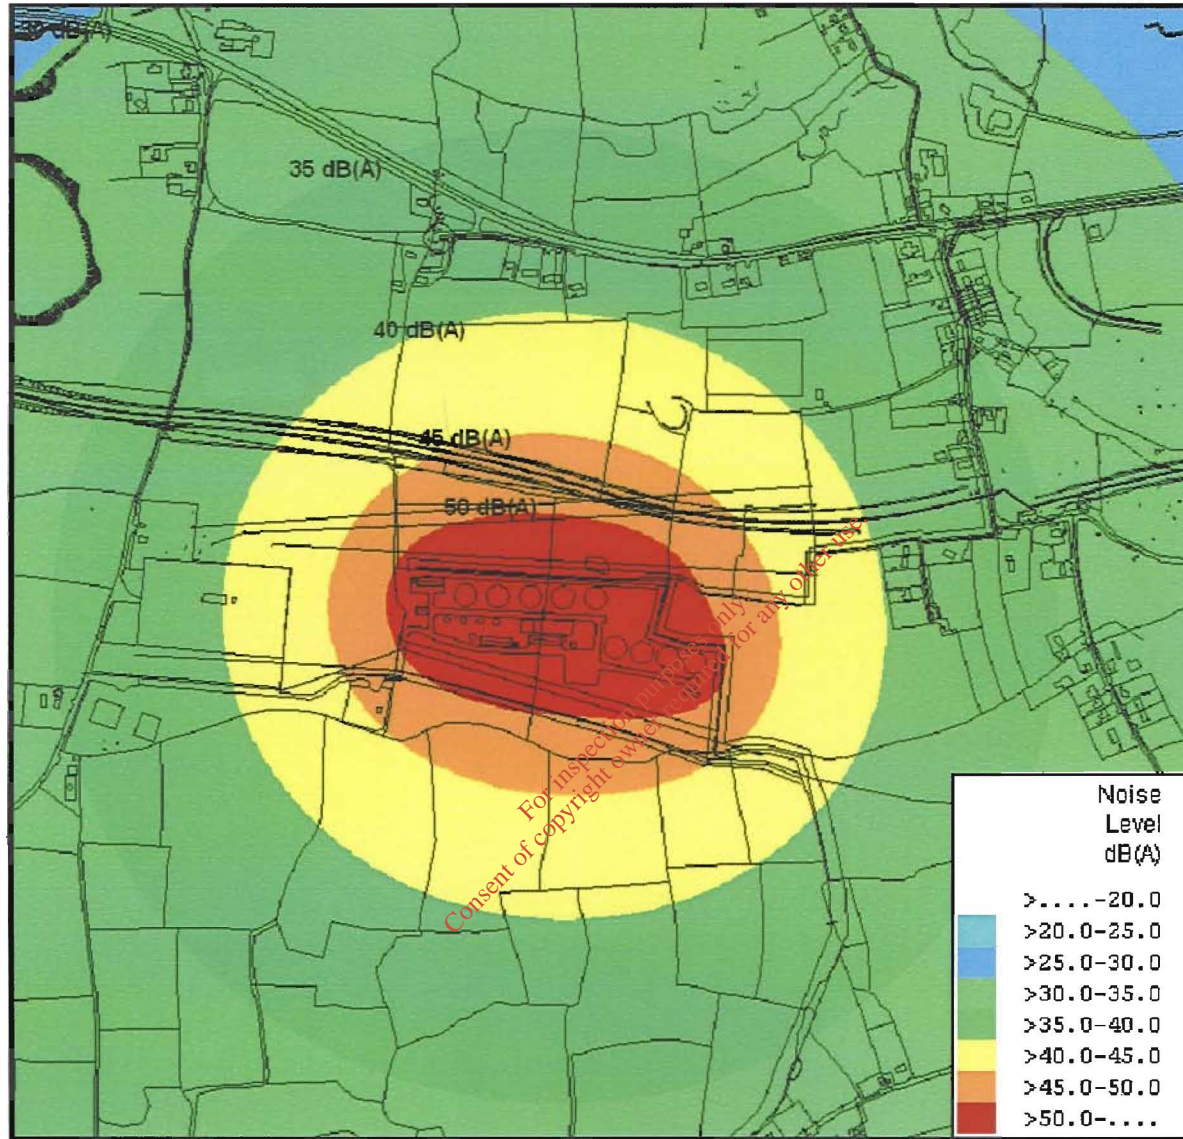 30 dB(A)
35 dB(A)
40 dB(A)
45 dB(A)
50 dB(A)
For inspection purposes only.
Consent of copyright owner required for any other use.
Noise
Level
dB(A)
>....-20.0
>20.0-25.0
>25.0-30.0
>30.0-35.0
>35.0-40.0
>40.0-45.0
>45.0-50.0
>50.0-....